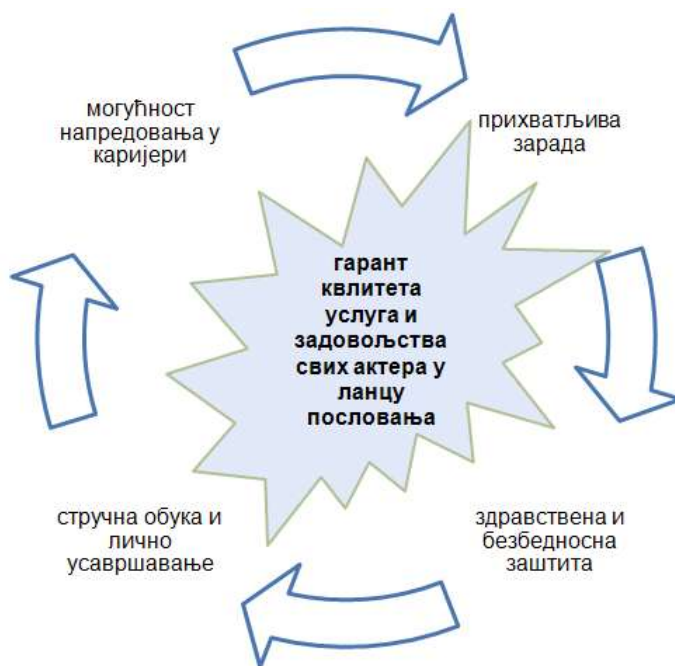 могућност
напредовања у
каријери
прихватљива
зарада
гарант
квлитета
услуга и
задовољства
свих актера у
ланцу
пословања
стручна обука и
лично
усавршавање
здравствена и
безбедносна
заштита